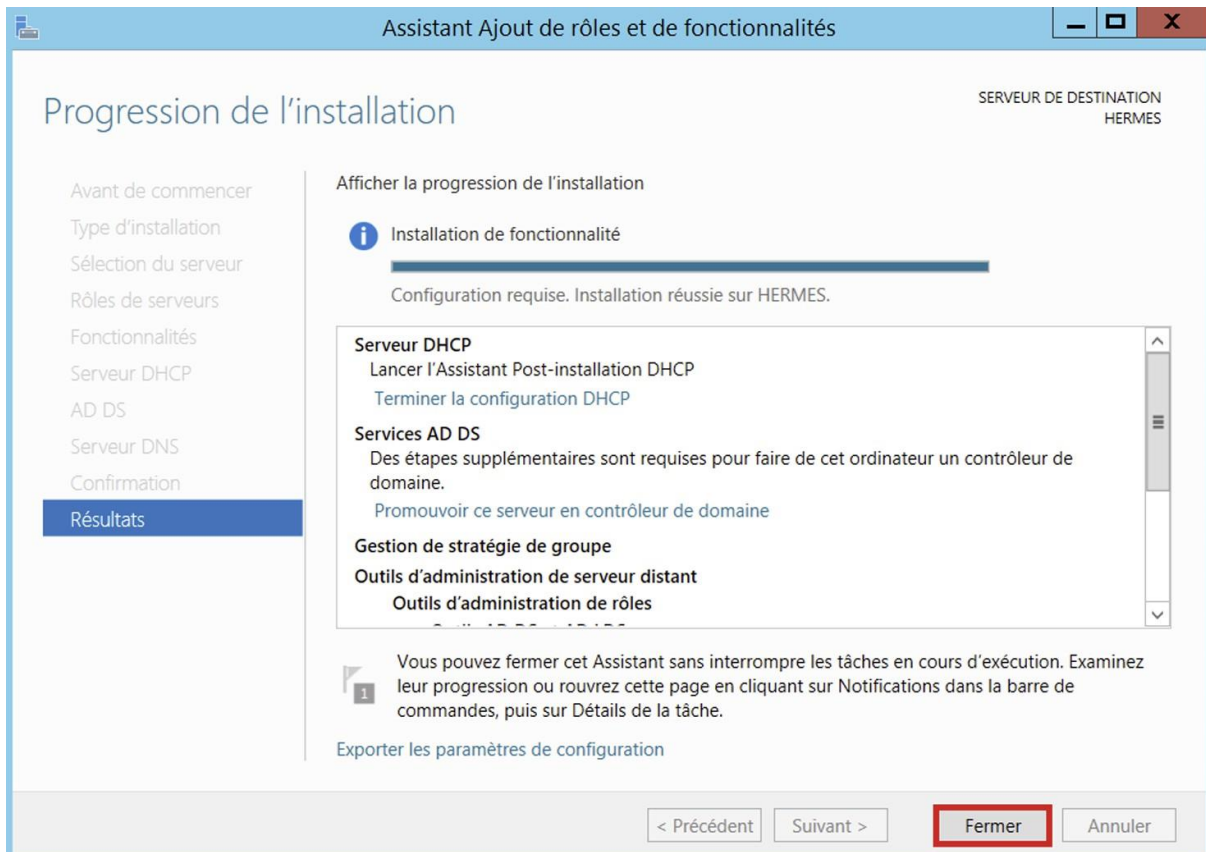 Assistant Ajout de rôles et de fonctionnalités
Progression de l'installation
SERVEUR DE DESTINATION
HERMES
Avant de commencer
Type d'installation
Sélection du serveur
Rôles de serveurs
Fonctionnalités
Serveur DHCP
AD DS
Serveur DNS
Confirmation
Résultats
Afficher la progression de l'installation
Installation de fonctionnalité
Configuration requise. Installation réussie sur HERMES.
Serveur DHCP
Lancer l'Assistant Post-installation DHCP
Terminer la configuration DHCP
Services AD DS
Des étapes supplémentaires sont requises pour faire de cet ordinateur un contrôleur de
domaine.
Promouvoir ce serveur en contrôleur de domaine
Gestion de stratégie de groupe
Outils d'administration de serveur distant
Outils d'administration de rôles
1
Vous pouvez fermer cet Assistant sans interrompre les tâches en cours d'exécution. Examinez
leur progression ou rouvrez cette page en cliquant sur Notifications dans la barre de
commandes, puis sur Détails de la tâche.
Exporter les paramètres de configuration
< Précédent
Suivant >
Fermer
Annuler